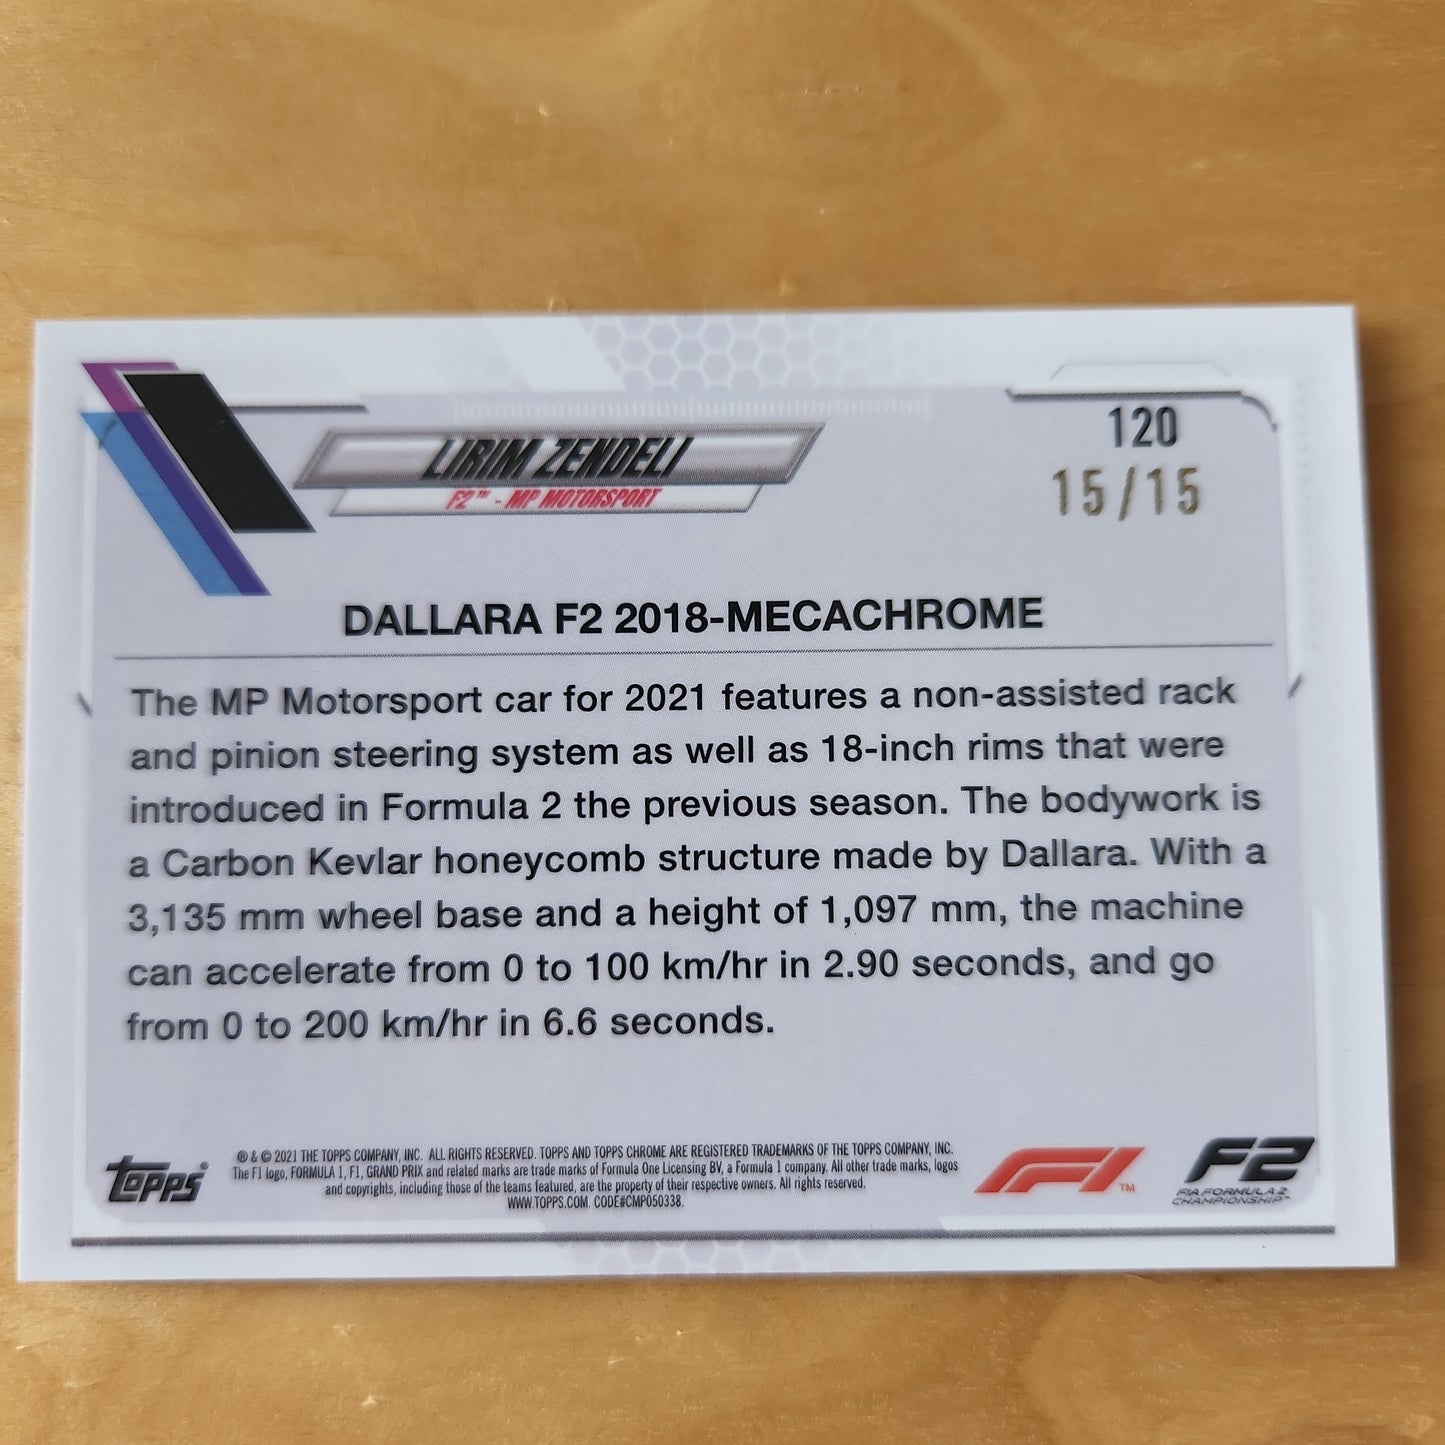 LIRIM ZENDELI
F2™ - MP MOTORSPORT
120
15/15
DALLARA F2 2018-MECACHROME
The MP Motorsport car for 2021 features a non-assisted rack
and pinion steering system as well as 18-inch rims that were
introduced in Formula 2 the previous season. The bodywork is
a Carbon Kevlar honeycomb structure made by Dallara. With a
3,135 mm wheel base and a height of 1,097 mm, the machine
can accelerate from 0 to 100 km/hr in 2.90 seconds, and go
from 0 to 200 km/hr in 6.6 seconds.
Topps®
® & © 2021 THE TOPPS COMPANY, INC. ALL RIGHTS RESERVED. TOPPS AND TOPPS CHROME ARE REGISTERED TRADEMARKS OF THE TOPPS COMPANY, INC.
The F1 logo, FORMULA 1, F1, GRAND PRIX and related marks are trade marks of Formula One Licensing BV, a Formula 1 company. All other trade marks, logos
and copyrights, including those of the teams featured, are the property of their respective owners. All rights reserved.
WWW.TOPPS.COM. CODE#CMP050338.
F1™
F2
FIA FORMULA 2
CHAMPIONSHIP™